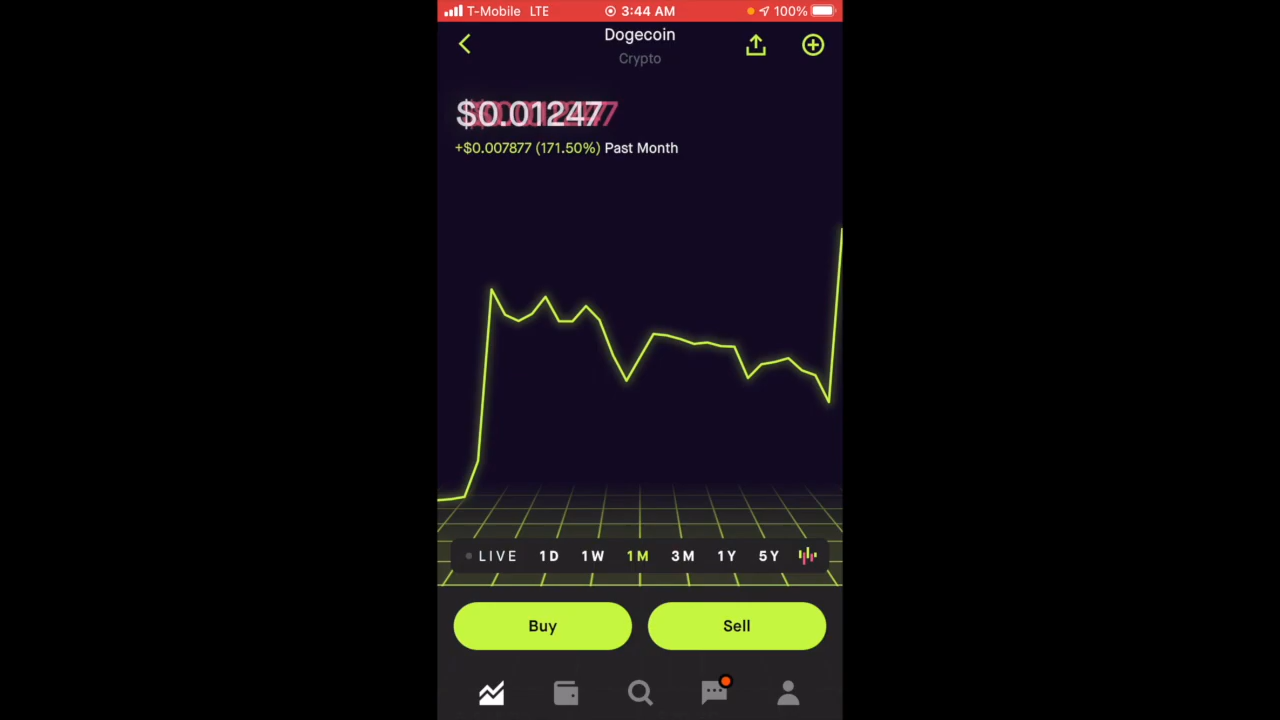 T-Mobile LTE 3:44 AM 100%
Dogecoin
Crypto
$0.01247
+$0.007877 (171.50%) Past Month
LIVE 1D 1W 1M 3M 1Y 5Y
Buy Sell